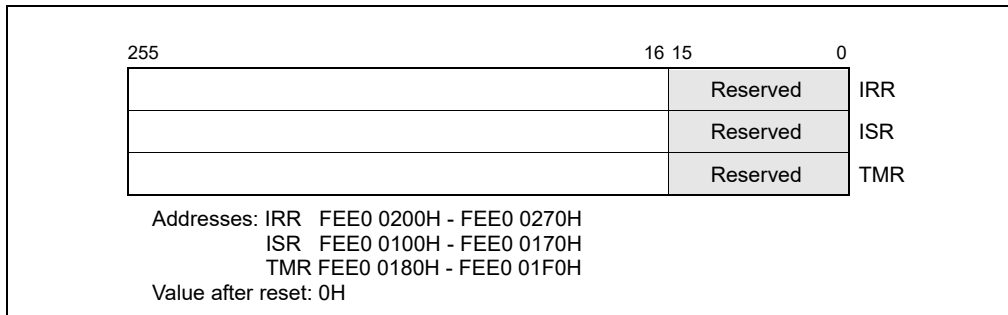 255 16 15 0
Reserved IRR
Reserved ISR
Reserved TMR
Addresses: IRR FEE0 0200H - FEE0 0270H
ISR FEE0 0100H - FEE0 0170H
TMR FEE0 0180H - FEE0 01F0H
Value after reset: 0H